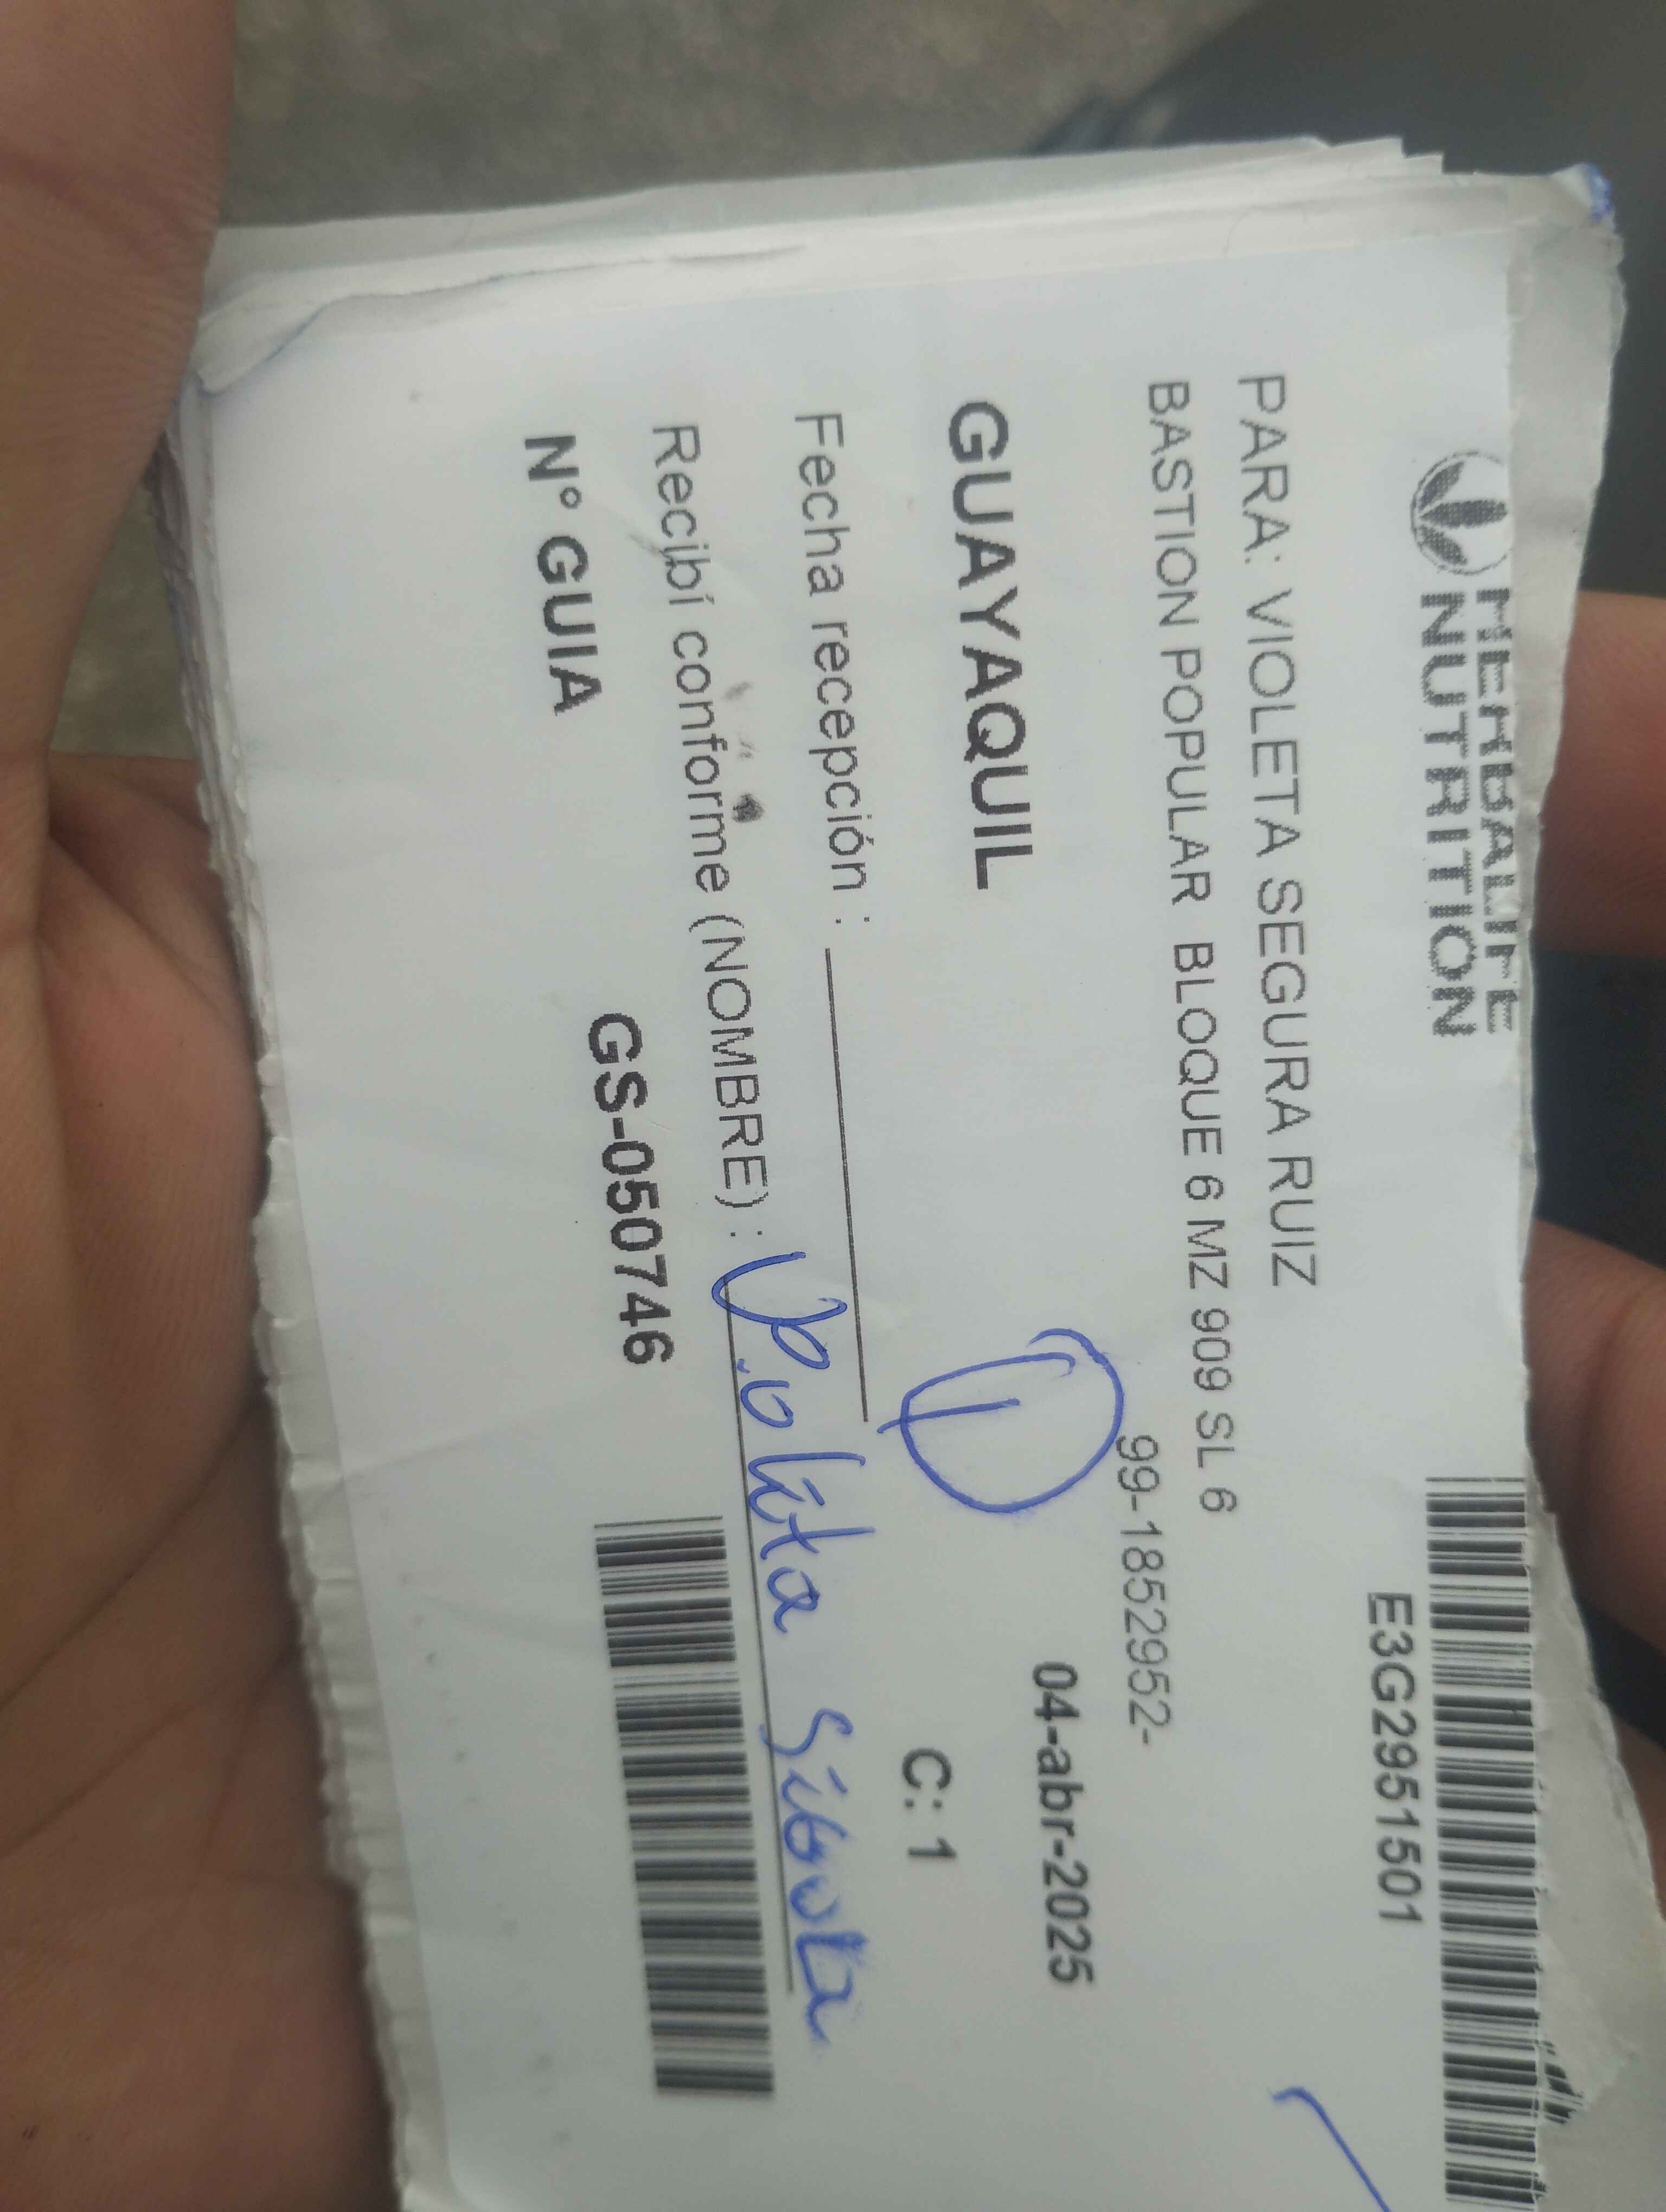 HERBALIFE
NUTRITION
E3G2951501
PARA: VIOLETA SEGURA RUIZ
BASTION POPULAR BLOQUE 6 MZ 909 SL 6
99-1852952-
GUAYAQUIL
04-abr-2025
C: 1
Fecha recepción :
Recibí conforme (NOMBRE) :
N° GUIA GS-050746